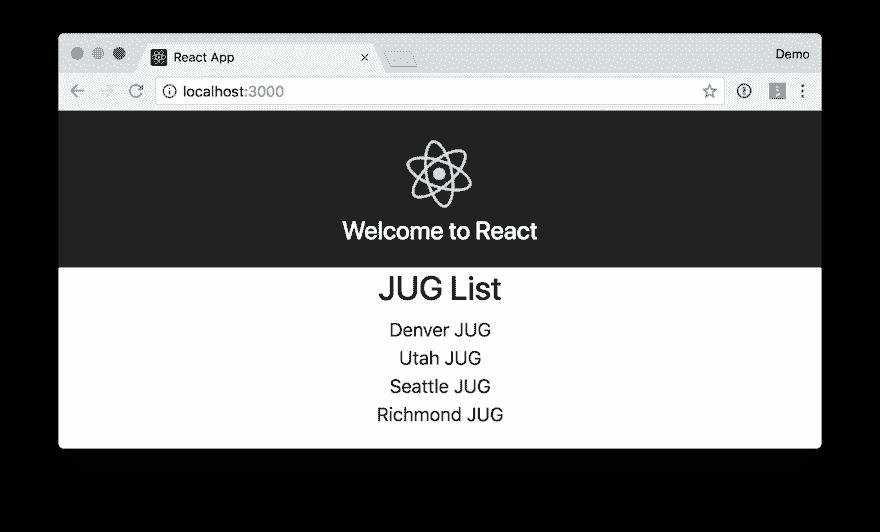 React App
Demo
localhost:3000
Welcome to React
JUG List
Denver JUG
Utah JUG
Seattle JUG
Richmond JUG